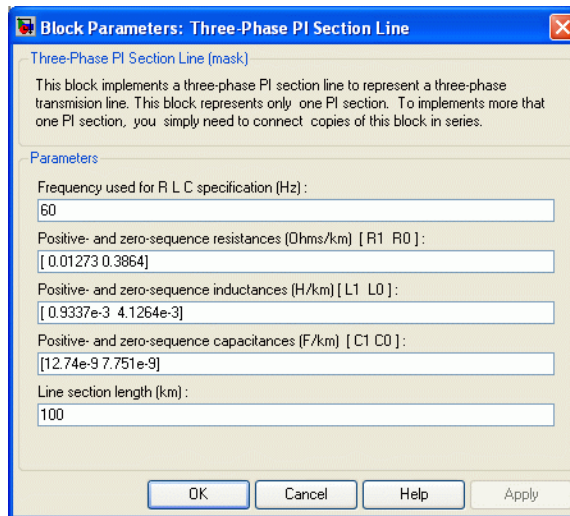 Block Parameters: Three-Phase PI Section Line
Three-Phase PI Section Line (mask)
This block implements a three-phase PI section line to represent a three-phase
transmision line. This block represents only one PI section. To implements more that
one PI section, you simply need to connect copies of this block in series.
Parameters
Frequency used for R L C specification (Hz) :
60
Positive- and zero-sequence resistances (Ohms/km) [ R1 R0 ] :
[ 0.01273 0.3864]
Positive- and zero-sequence inductances (H/km) [ L1 L0 ] :
[ 0.9337e-3 4.1264e-3]
Positive- and zero-sequence capacitances (F/km) [ C1 C0 ] :
[12.74e-9 7.751e-9]
Line section length (km) :
100
OK Cancel Help Apply